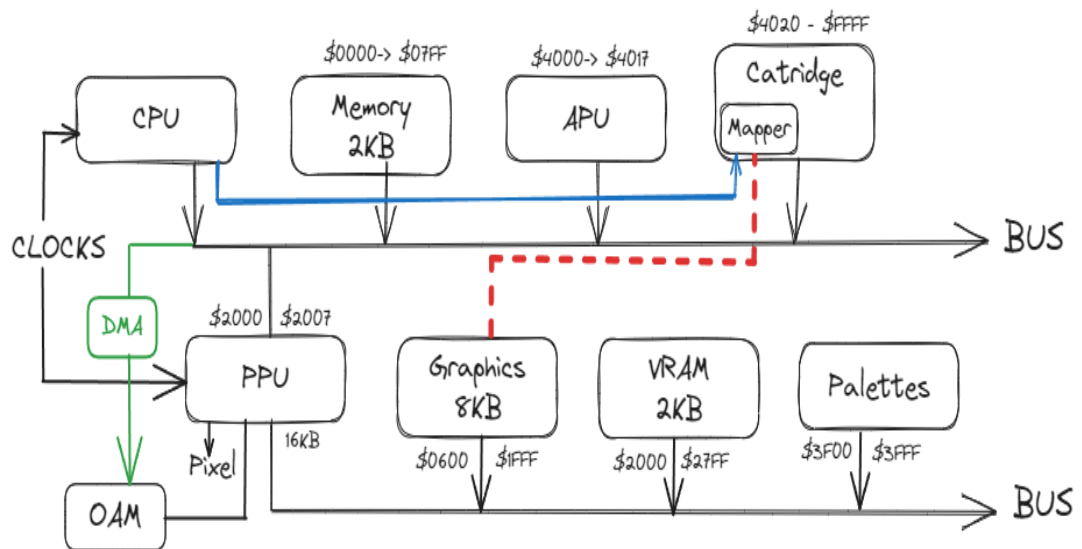 $0000-> $07FF
$4000-> $4017
$4020 - $FFFF
CPU
Memory
2KB
APU
Catridge
Mapper
CLOCKS
BUS
DMA
$2000 $2007
PPU
Graphics
8KB
VRAM
2KB
Palettes
16KB
Pixel
$0600 $1FFF
$2000 $27FF
$3F00 $3FFF
OAM
BUS